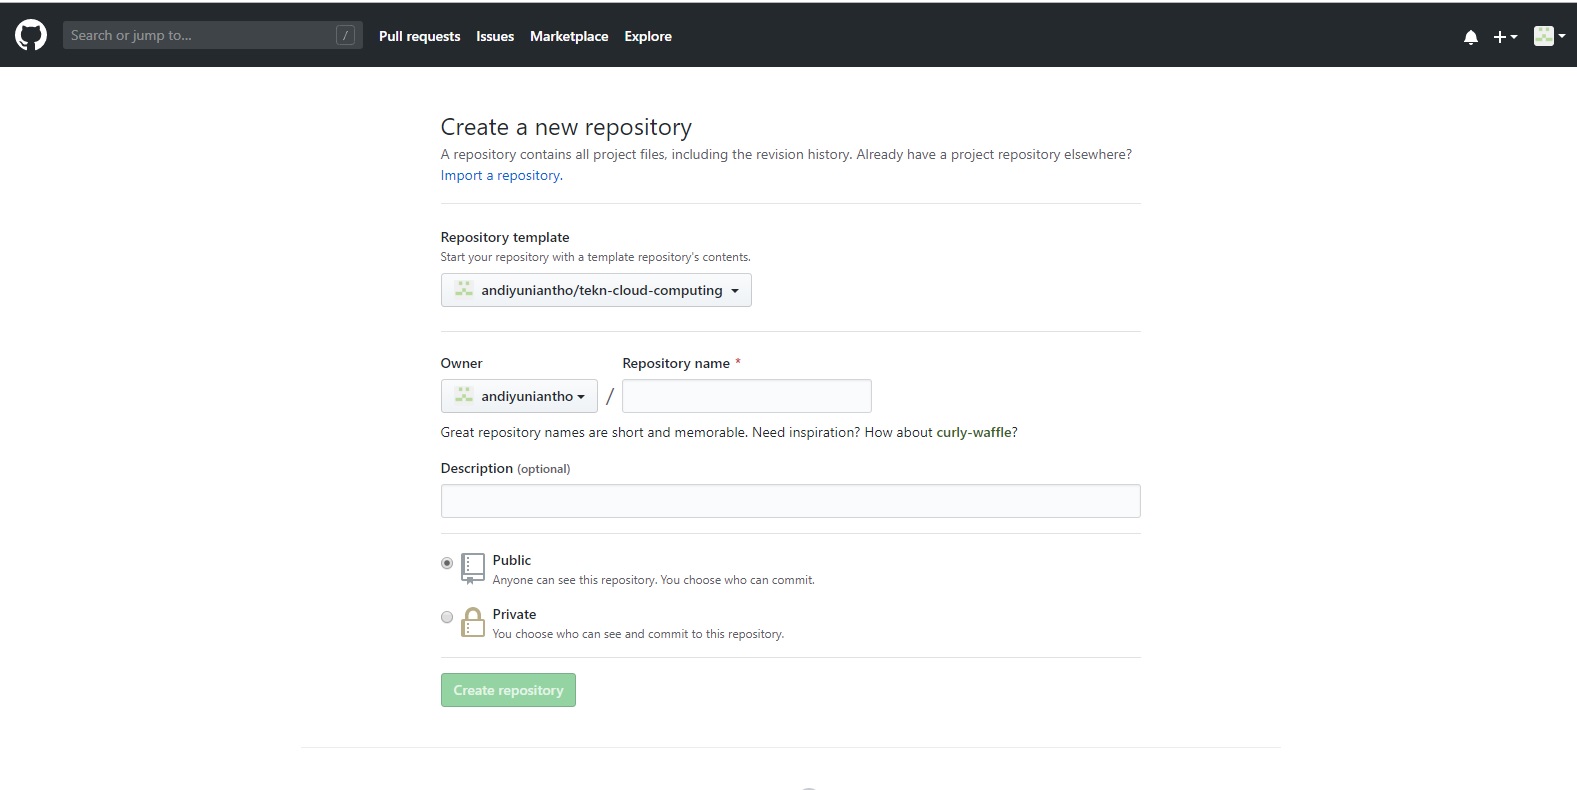 Search or jump to...
/
Pull requests
Issues
Marketplace
Explore
Create a new repository
A repository contains all project files, including the revision history. Already have a project repository elsewhere?
Import a repository.
Repository template
Start your repository with a template repository's contents.
andiyuniantho/tekn-cloud-computing
Owner
Repository name *
andiyuniantho
/
Great repository names are short and memorable. Need inspiration? How about curly-waffle?
Description (optional)
Public
Anyone can see this repository. You choose who can commit.
Private
You choose who can see and commit to this repository.
Create repository